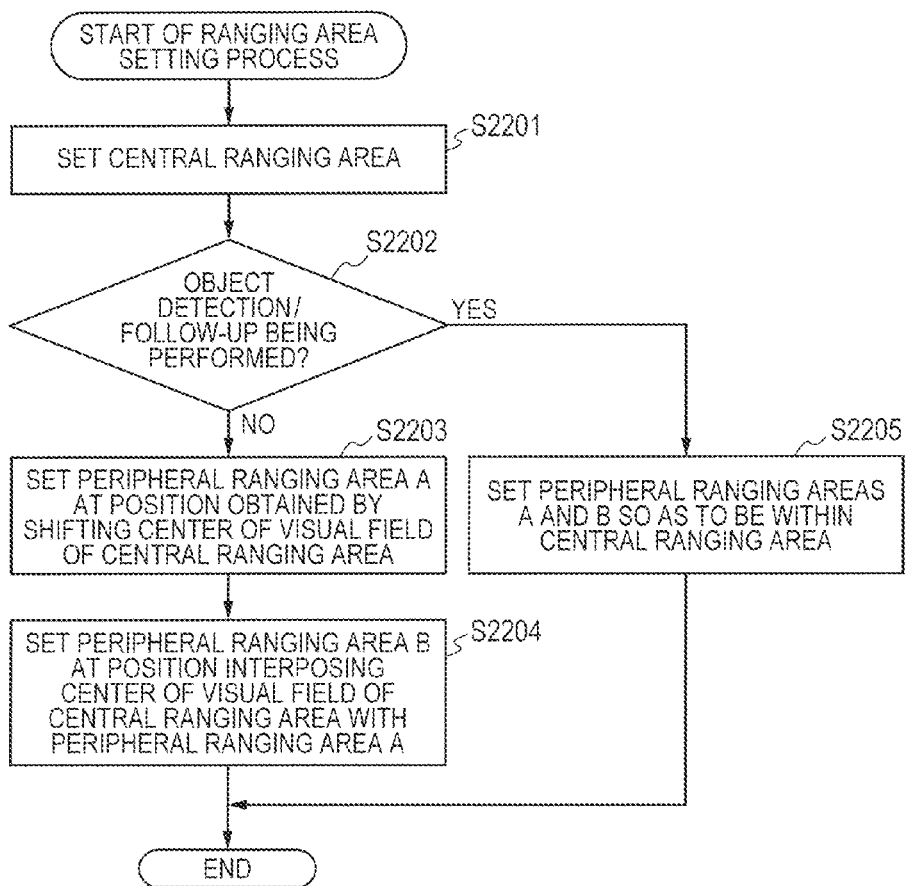 START OF RANGING AREA
SETTING PROCESS
S2201
SET CENTRAL RANGING AREA
S2202
OBJECT
DETECTION/
FOLLOW-UP BEING
PERFORMED?
YES
NO
S2203
SET PERIPHERAL RANGING AREA A
AT POSITION OBTAINED BY
SHIFTING CENTER OF VISUAL FIELD
OF CENTRAL RANGING AREA
S2205
SET PERIPHERAL RANGING AREAS
A AND B SO AS TO BE WITHIN
CENTRAL RANGING AREA
S2204
SET PERIPHERAL RANGING AREA B
AT POSITION INTERPOSING
CENTER OF VISUAL FIELD OF
CENTRAL RANGING AREA WITH
PERIPHERAL RANGING AREA A
END